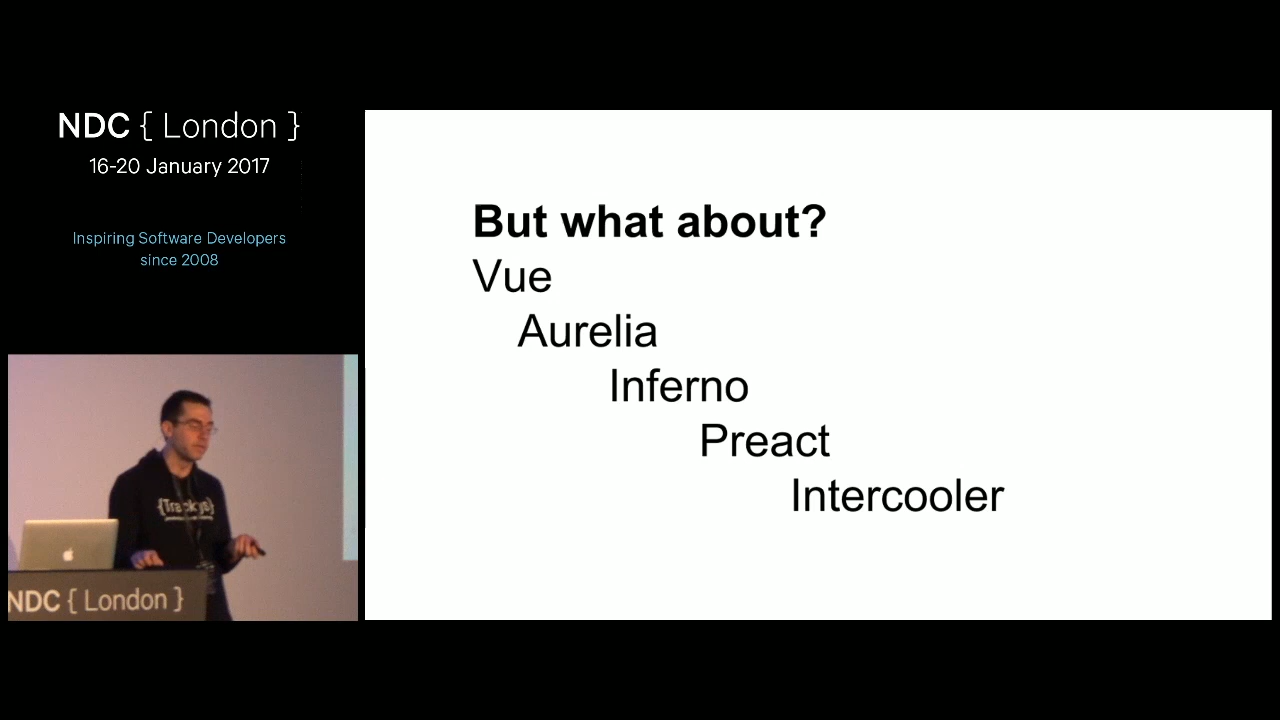 NDC { London }
16-20 January 2017
Inspiring Software Developers
since 2008
But what about?
Vue
Aurelia
Inferno
Preact
Intercooler
NDC { London }